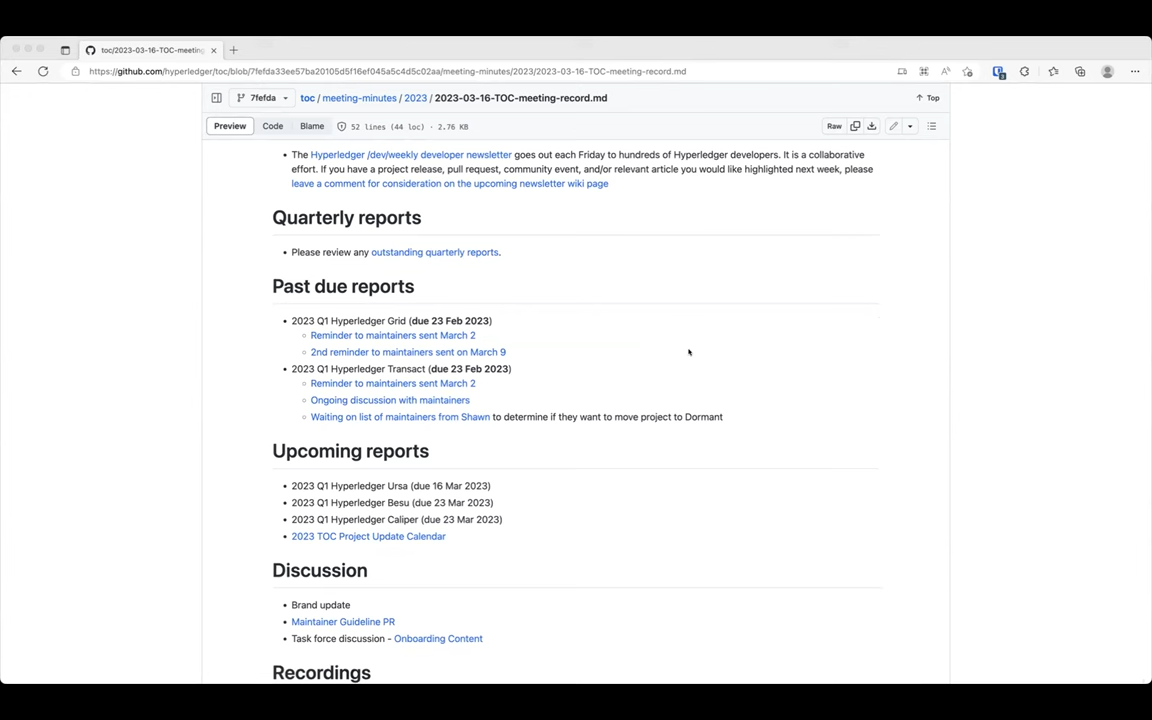 toc/2023-03-16-TOC-meeting-
https://github.com/hyperledger/toc/blob/7fefda33ee57ba20105d5f16ef045a5c4d5c02aa/meeting-minutes/2023/2023-03-16-TOC-meeting-record.md
7fefda toc / meeting-minutes / 2023 / 2023-03-16-TOC-meeting-record.md Top
Preview Code Blame 52 lines (44 loc) · 2.76 KB Raw
• The Hyperledger /dev/weekly developer newsletter goes out each Friday to hundreds of Hyperledger developers. It is a collaborative
effort. If you have a project release, pull request, community event, and/or relevant article you would like highlighted next week, please
leave a comment for consideration on the upcoming newsletter wiki page
Quarterly reports
• Please review any outstanding quarterly reports.
Past due reports
• 2023 Q1 Hyperledger Grid (due 23 Feb 2023)
◦ Reminder to maintainers sent March 2
◦ 2nd reminder to maintainers sent on March 9
• 2023 Q1 Hyperledger Transact (due 23 Feb 2023)
◦ Reminder to maintainers sent March 2
◦ Ongoing discussion with maintainers
◦ Waiting on list of maintainers from Shawn to determine if they want to move project to Dormant
Upcoming reports
• 2023 Q1 Hyperledger Ursa (due 16 Mar 2023)
• 2023 Q1 Hyperledger Besu (due 23 Mar 2023)
• 2023 Q1 Hyperledger Caliper (due 23 Mar 2023)
• 2023 TOC Project Update Calendar
Discussion
• Brand update
• Maintainer Guideline PR
• Task force discussion - Onboarding Content
Recordings